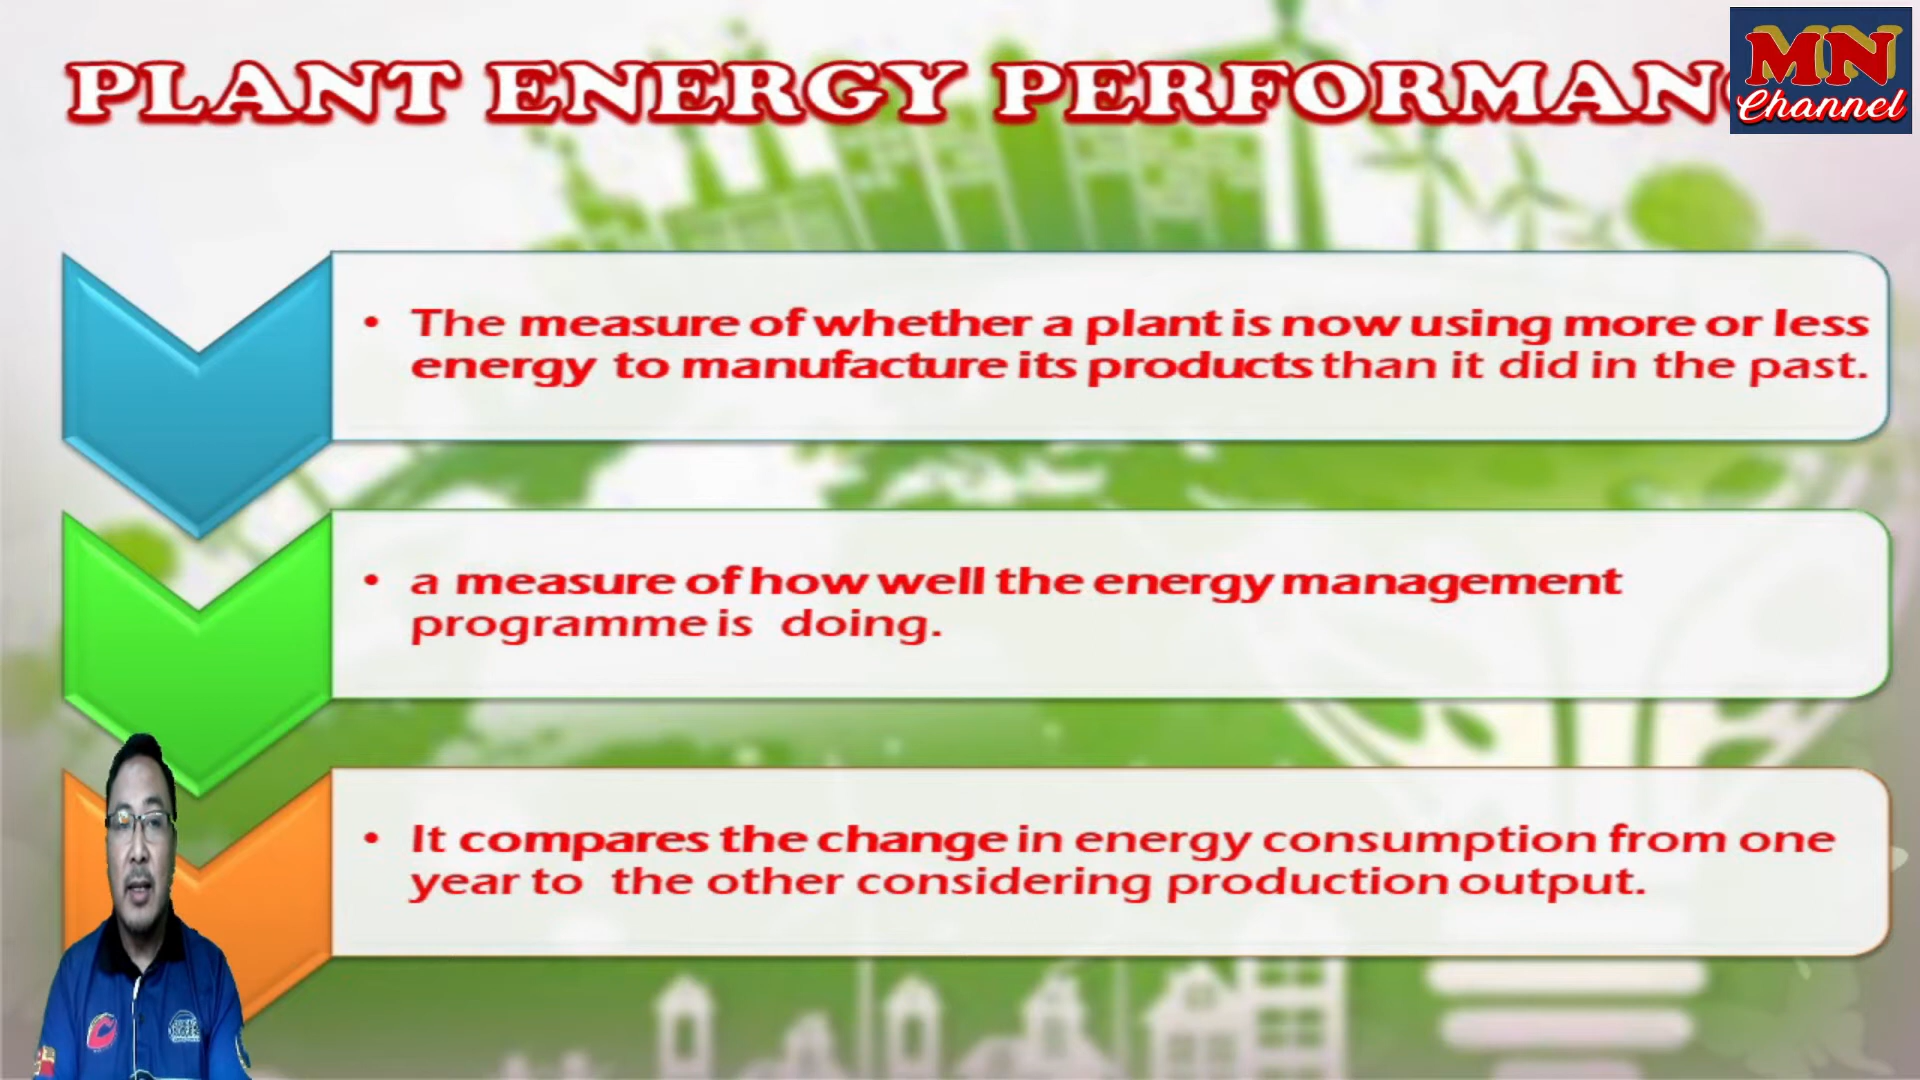 PLANT ENERGY PERFORMAN
MN
Channel
• The measure of whether a plant is now using more or less
energy to manufacture its products than it did in the past.
• a measure of how well the energy management
programme is doing.
• It compares the change in energy consumption from one
year to the other considering production output.